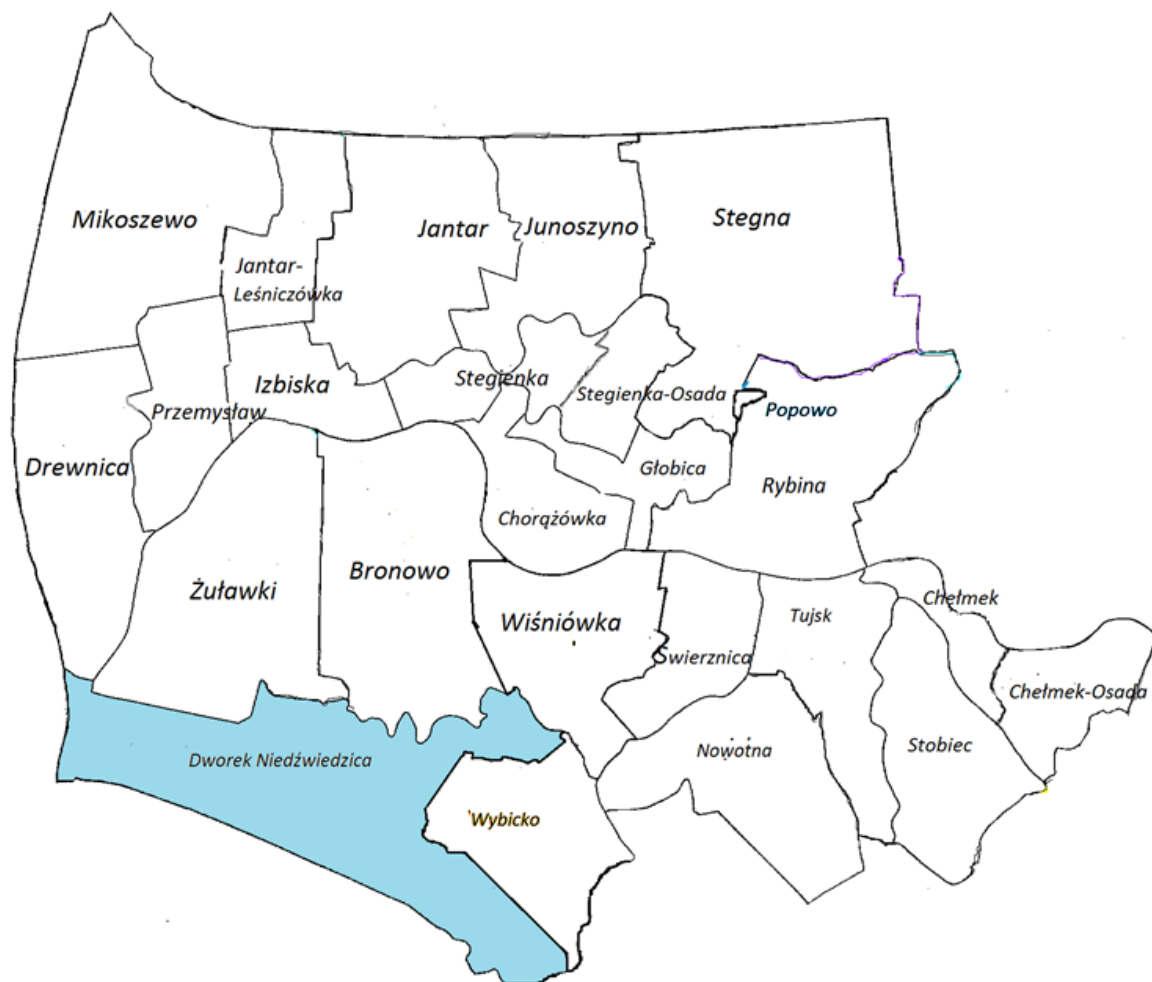 Mikoszewo
Jantar
Junoszyno
Stegna
Jantar-
Leśniczówka
Izbiska
Stegienka
Stegienka-Osada
Przemysław
Popowo
Drewnica
Głobica
Rybina
Chorążówka
Bronowo
Żuławki
Wiśniówka
Chełmek
Tujsk
Świerznica
Chełmek-Osada
Dworek Niedźwiedzica
Nowotna
Stobiec
Wybicko